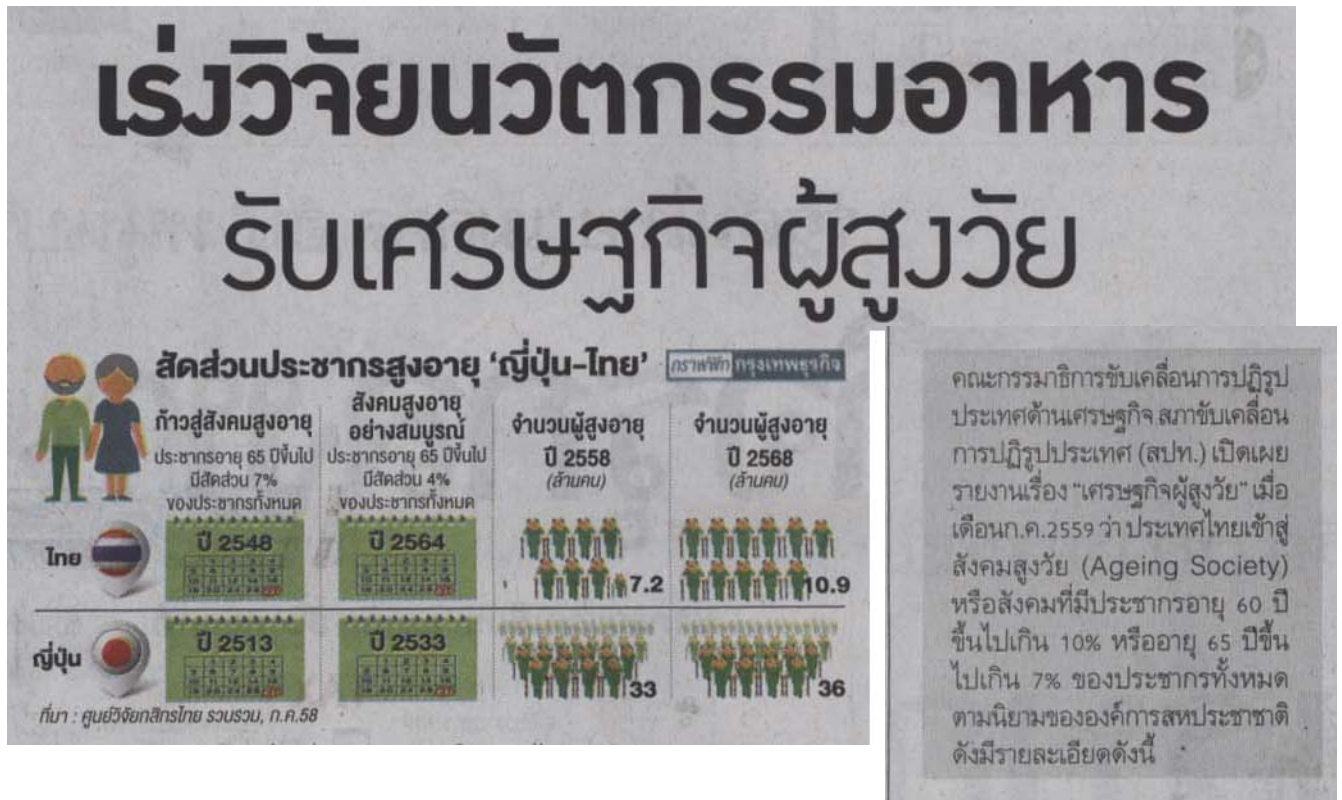 เร่งวิจัยนวัตกรรมอาหาร
รับเศรษฐกิจผู้สูงวัย
สัดส่วนประชากรสูงอายุ ‘ญี่ปุ่น-ไทย’
กราฟฟิก กรุงเทพธุรกิจ
ก้าวสู่สังคมสูงอายุ
ประชากรอายุ 65 ปีขึ้นไป
มีสัดส่วน 7%
ของประชากรทั้งหมด
สังคมสูงอายุ
อย่างสมบูรณ์
ประชากรอายุ 65 ปีขึ้นไป
มีสัดส่วน 4%
ของประชากรทั้งหมด
จำนวนผู้สูงอายุ
ปี 2558
(ล้านคน)
จำนวนผู้สูงอายุ
ปี 2568
(ล้านคน)
ไทย
ปี 2548
ปี 2564
7.2
10.9
ญี่ปุ่น
ปี 2513
ปี 2533
33
36
ที่มา : ศูนย์วิจัยกสิกรไทย รวบรวม, ก.ค.58
คณะกรรมาธิการขับเคลื่อนการปฏิรูป
ประเทศด้านเศรษฐกิจ สภาขับเคลื่อน
การปฏิรูปประเทศ (สปท.) เปิดเผย
รายงานเรื่อง “เศรษฐกิจผู้สูงวัย” เมื่อ
เดือนก.ค.2559 ว่า ประเทศไทยเข้าสู่
สังคมสูงวัย (Ageing Society)
หรือสังคมที่มีประชากรอายุ 60 ปี
ขึ้นไปเกิน 10% หรืออายุ 65 ปีขึ้น
ไปเกิน 7% ของประชากรทั้งหมด
ตามนิยามขององค์การสหประชาชาติ
ดังมีรายละเอียดดังนี้